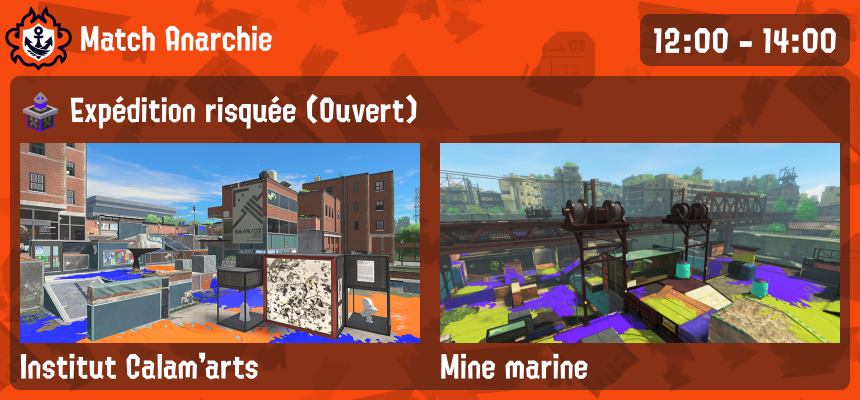 Match Anarchie
12:00 - 14:00
Expédition risquée (Ouvert)
Institut Calam'arts
Mine marine